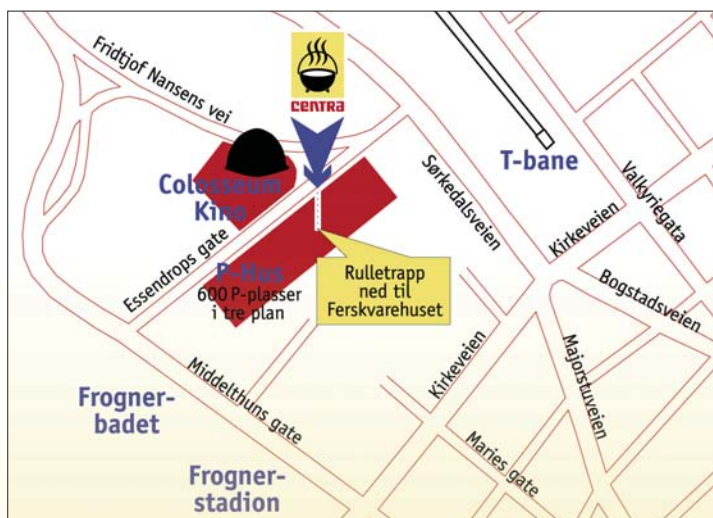 Fridtjof Nansens vei
CENTRA
Colosseum
Kino
T-bane
Sørkedalsveien
Valkyriegata
Kirkeveien
Essendrops gate
P-Hus
600 P-plasser
i tre plan
Rulletrapp
ned til
Ferskvarehuset
Bogstadsveien
Majorstuveien
Kirkeveien
Middelthuns gate
Frogner-
badet
Maries gate
Frogner-
stadion